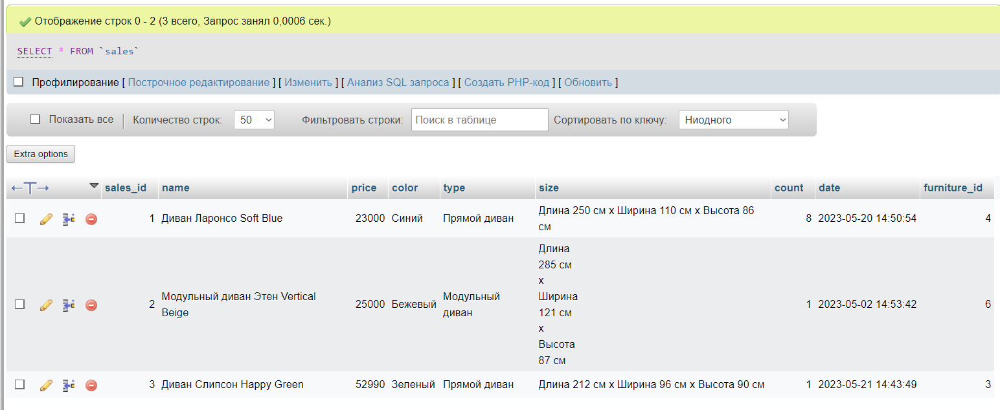 Отображение строк 0 - 2 (3 всего, Запрос занял 0,0006 сек.)
SELECT * FROM `sales`
Профилирование [ Построчное редактирование ] [ Изменить ] [ Анализ SQL запроса ] [ Создать PHP-код ] [ Обновить ]
Показать все | Количество строк: 50 Фильтровать строки: Поиск в таблице Сортировать по ключу: Ниодного
Extra options
←T→ sales_id name price color type size count date furniture_id
1 Диван Ларонсо Soft Blue 23000 Синий Прямой диван Длина 250 см x Ширина 110 см x Высота 86
см
8 2023-05-20 14:50:54 4
2 Модульный диван Этен Vertical
Beige
25000 Бежевый Модульный
диван
Длина
285 см
x
Ширина
121 см
x
Высота
87 см
1 2023-05-02 14:53:42 6
3 Диван Слипсон Happy Green 52990 Зеленый Прямой диван Длина 212 см x Ширина 96 см x Высота 90 см 1 2023-05-21 14:43:49 3